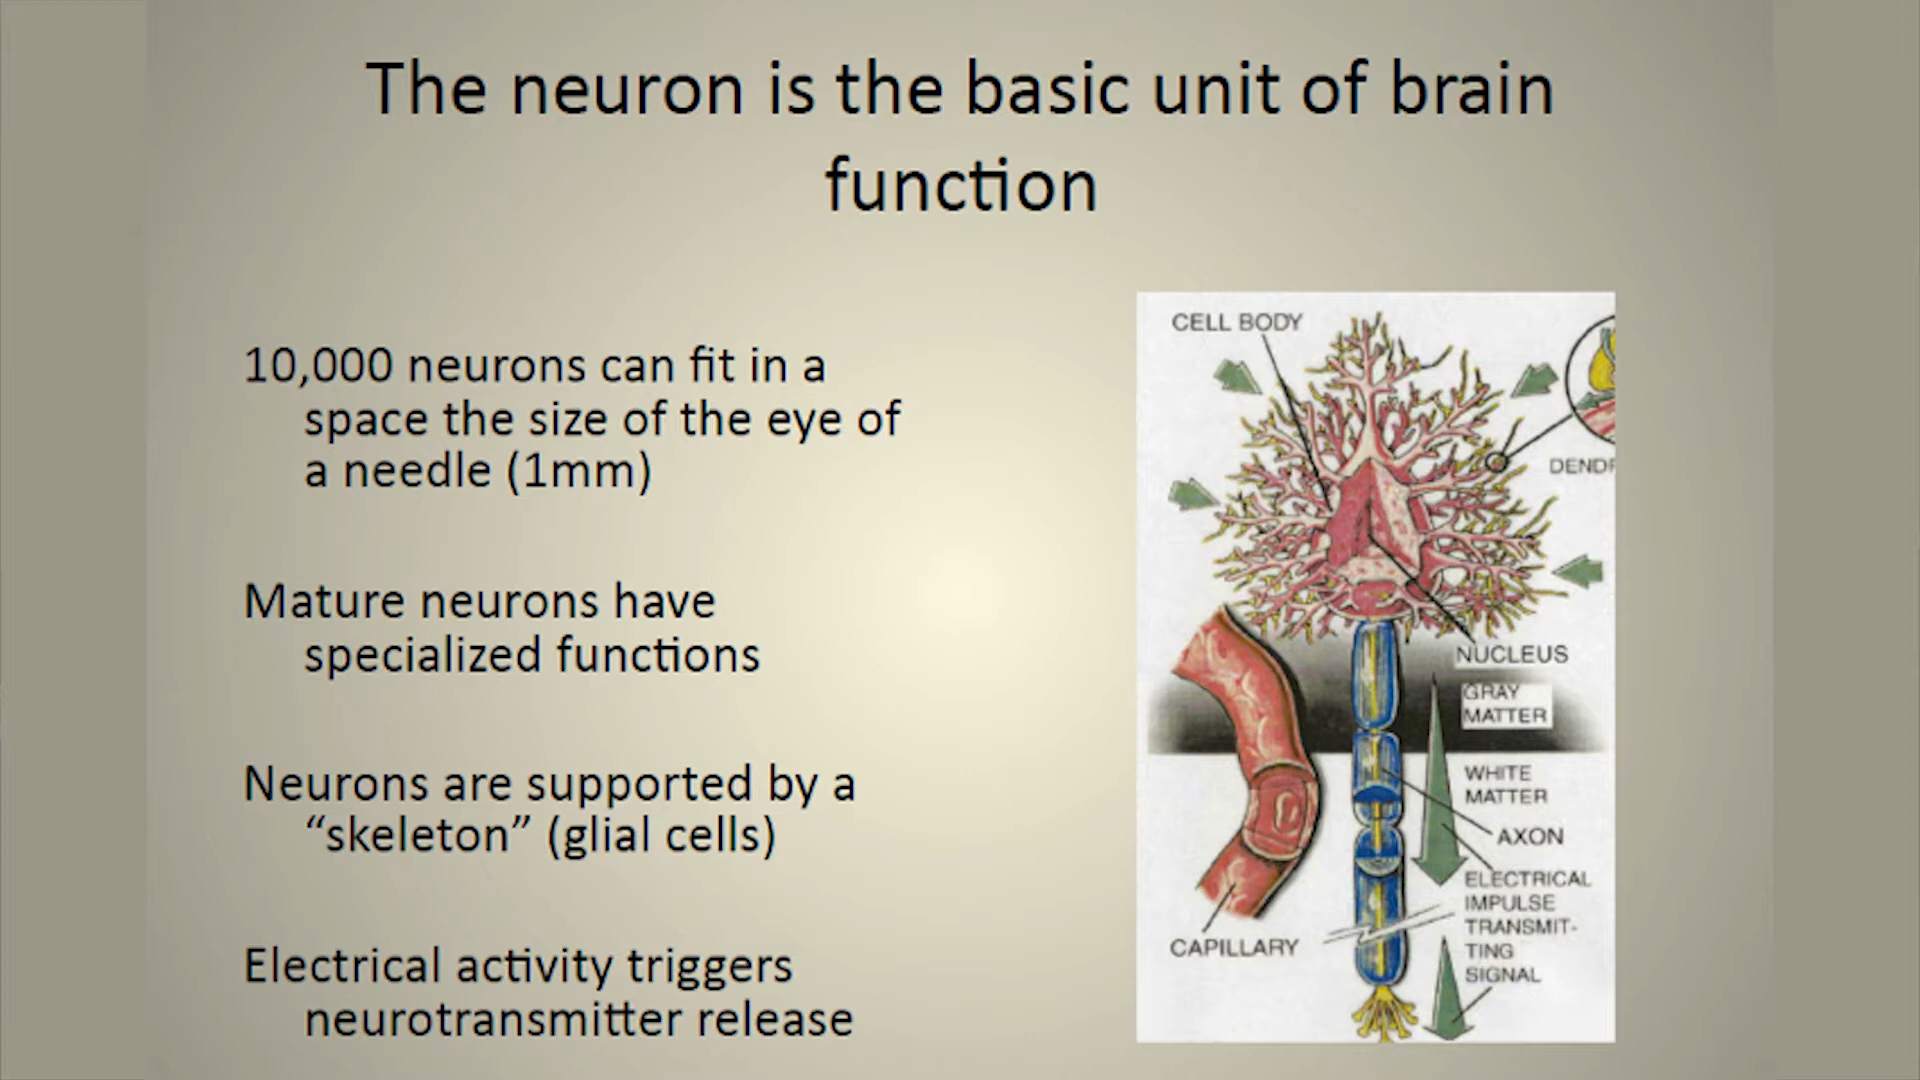 The neuron is the basic unit of brain
function
10,000 neurons can fit in a
space the size of the eye of
a needle (1mm)
Mature neurons have
specialized functions
Neurons are supported by a
“skeleton” (glial cells)
Electrical activity triggers
neurotransmitter release
CELL BODY
DENDR
NUCLEUS
GRAY
MATTER
WHITE
MATTER
AXON
ELECTRICAL
IMPULSE
TRANSMIT-
TING
SIGNAL
CAPILLARY